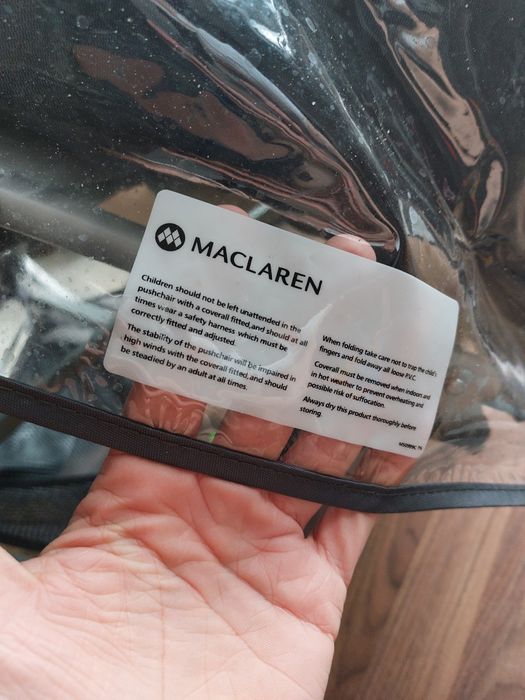 MACLAREN
Children should not be left unattended in the
pushchair with a coverall fitted, and should at all
times wear a safety harness which must be
correctly fitted and adjusted.
The stability of the pushchair will be impaired in
high winds with the coverall fitted, and should
be steadied by an adult at all times.
When folding take care not to trap the child's
fingers and fold away all loose P.V.C.
Coverall must be removed when indoors and
in hot weather to prevent overheating and
possible risk of suffocation.
Always dry this product thoroughly before
storing.